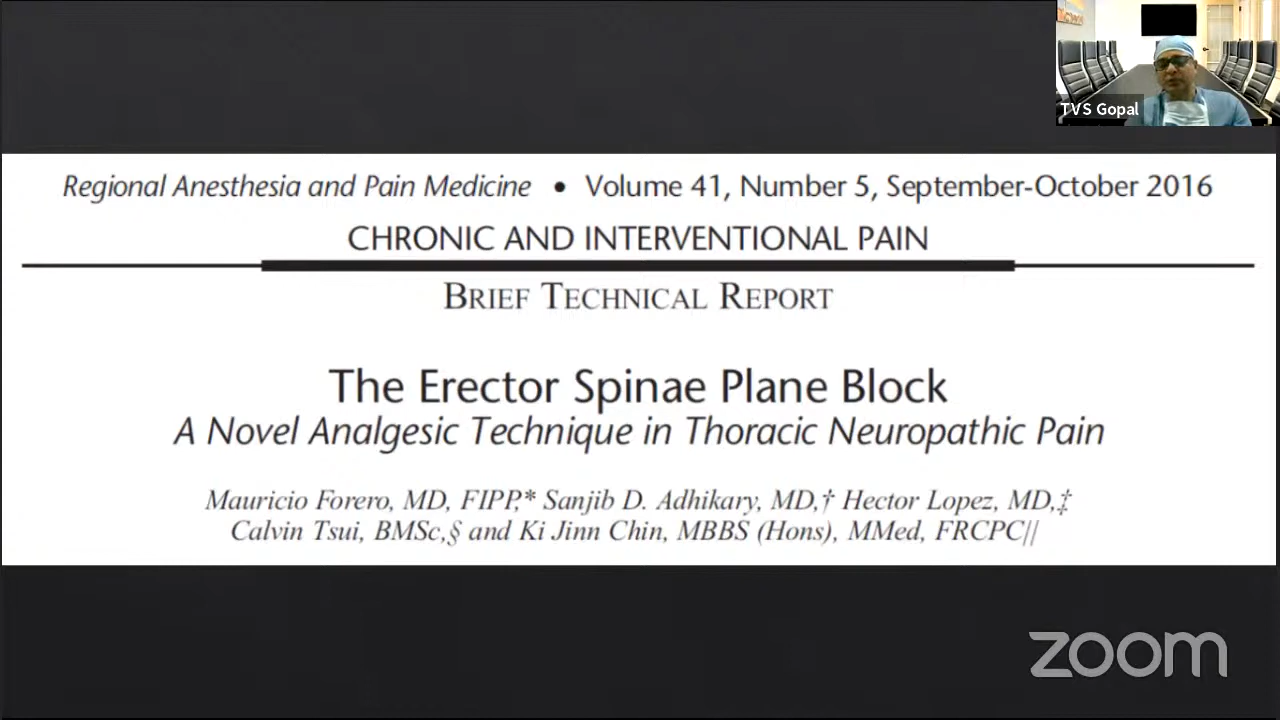 TVS Gopal
Regional Anesthesia and Pain Medicine • Volume 41, Number 5, September-October 2016
CHRONIC AND INTERVENTIONAL PAIN
BRIEF TECHNICAL REPORT
The Erector Spinae Plane Block
A Novel Analgesic Technique in Thoracic Neuropathic Pain
Mauricio Forero, MD, FIPP,* Sanjib D. Adhikary, MD,† Hector Lopez, MD,‡
Calvin Tsui, BMSc,§ and Ki Jinn Chin, MBBS (Hons), MMed, FRCPC||
zoom